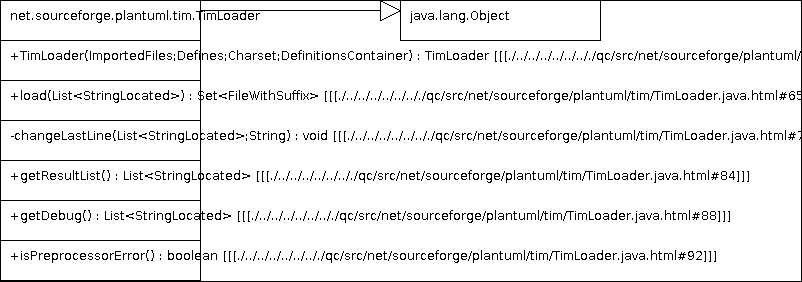 net.sourceforge.plantuml.tim.TimLoader
java.lang.Object
+TimLoader(ImportedFiles;Defines;Charset;DefinitionsContainer) : TimLoader [[[./../../../../../../../qc/src/net/sourceforge/plantuml/
+load(List<StringLocated>) : Set<FileWithSuffix> [[[./../../../../../../../qc/src/net/sourceforge/plantuml/tim/TimLoader.java.html#65
-changeLastLine(List<StringLocated>;String) : void [[[./../../../../../../../qc/src/net/sourceforge/plantuml/tim/TimLoader.java.html#7
+getResultList() : List<StringLocated> [[[./../../../../../../../qc/src/net/sourceforge/plantuml/tim/TimLoader.java.html#84]]]
+getDebug() : List<StringLocated> [[[./../../../../../../../qc/src/net/sourceforge/plantuml/tim/TimLoader.java.html#88]]]
+isPreprocessorError() : boolean [[[./../../../../../../../qc/src/net/sourceforge/plantuml/tim/TimLoader.java.html#92]]]